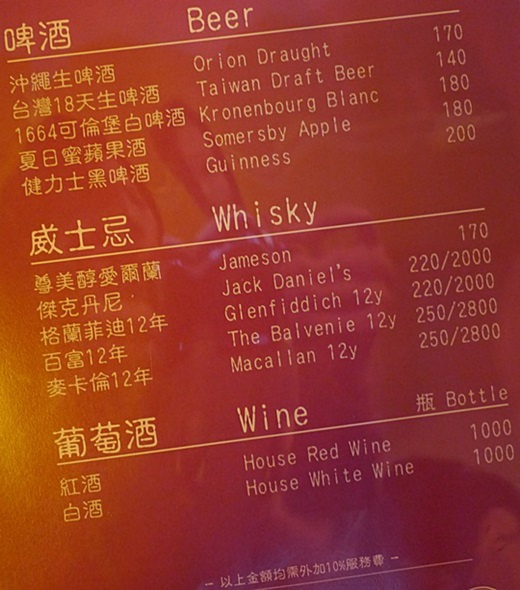 啤酒 Beer
沖繩生啤酒 Orion Draught 170
台灣18天生啤酒 Taiwan Draft Beer 140
1664可倫堡白啤酒 Kronenbourg Blanc 180
夏日蜜蘋果酒 Somersby Apple 180
健力士黑啤酒 Guinness 200
威士忌 Whisky
尊美醇愛爾蘭 Jameson 170
傑克丹尼 Jack Daniel's 220/2000
格蘭菲迪12年 Glenfiddich 12y 220/2000
百富12年 The Balvenie 12y 250/2800
麥卡倫12年 Macallan 12y 250/2800
葡萄酒 Wine 瓶 Bottle
紅酒 House Red Wine 1000
白酒 House White Wine 1000
– 以上金額均需外加10%服務費 –